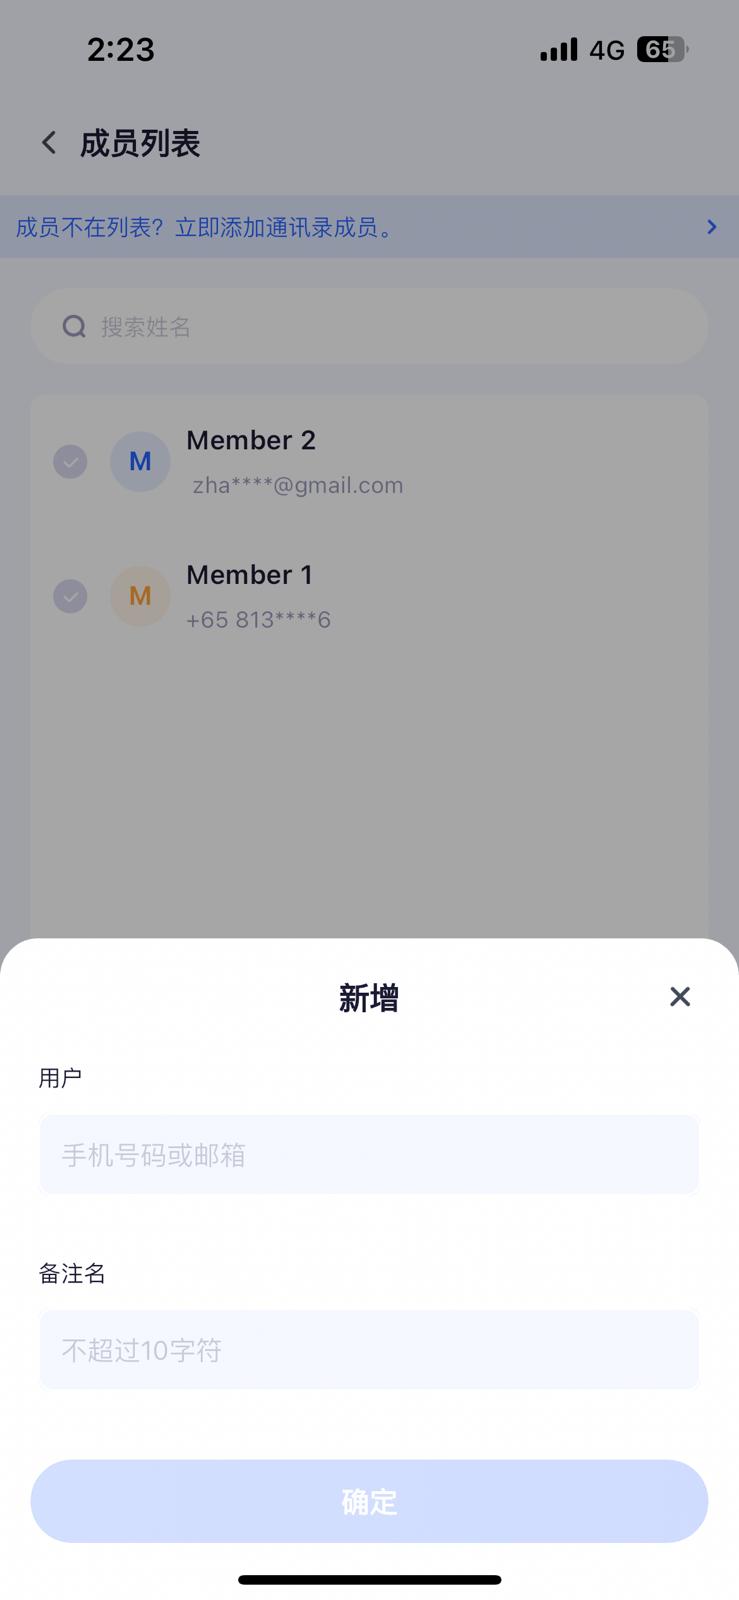 2:23
4G
65
成员列表
成员不在列表？立即添加通讯录成员。
搜索姓名
M
Member 2
zha****@gmail.com
M
Member 1
+65 813****6
新增
用户
手机号码或邮箱
备注名
不超过10字符
确定